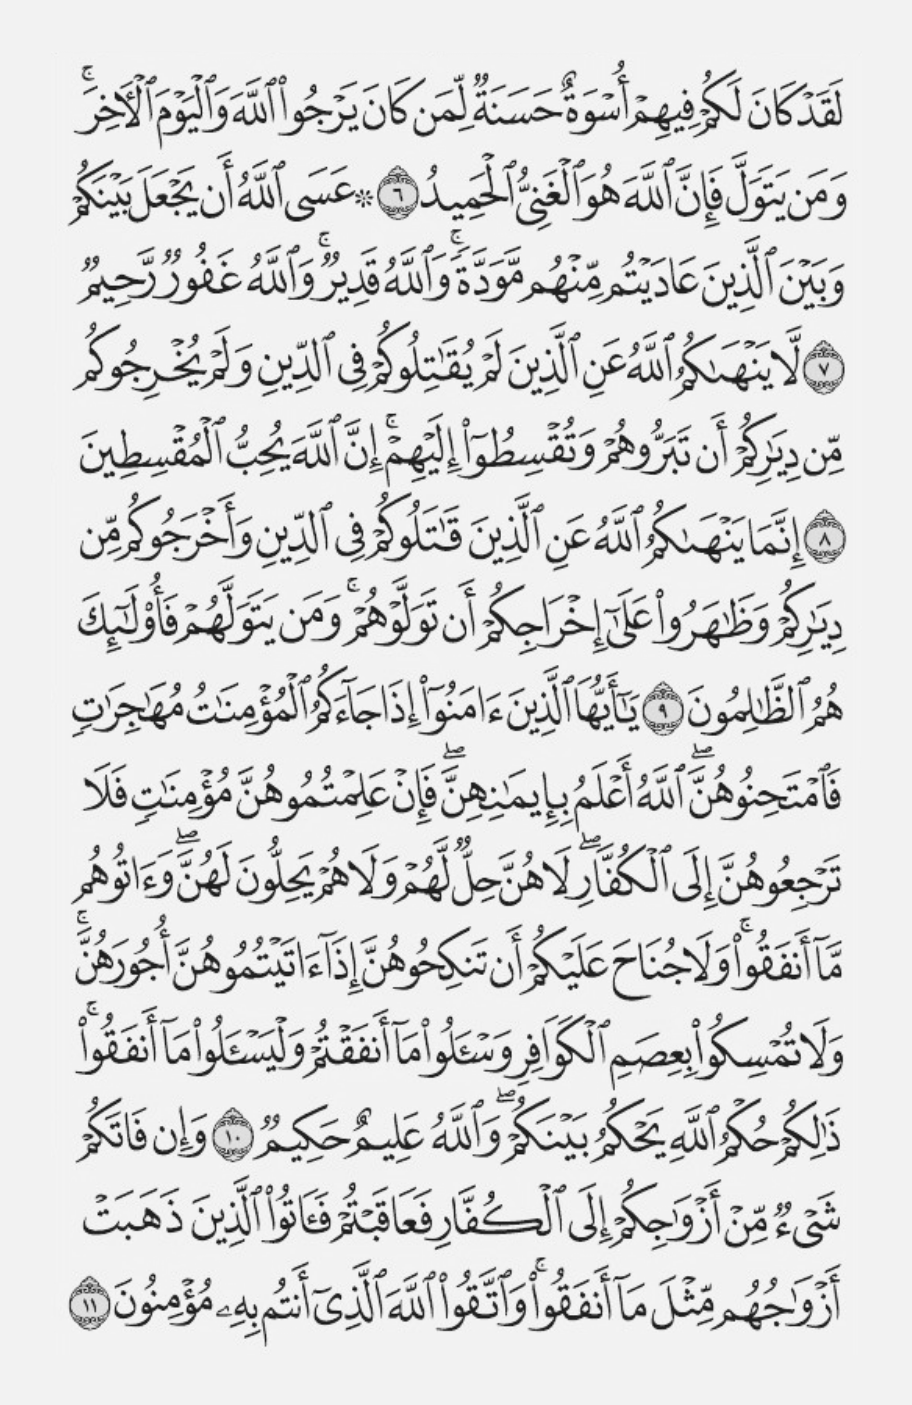 لَقَدۡ كَانَ لَكُمۡ فِيهِمۡ أُسۡوَةٌ حَسَنَةٞ لِّمَن كَانَ يَرۡجُواْ ٱللَّهَ وَٱلۡيَوۡمَ ٱلۡأٓخِرَۚ
وَمَن يَتَوَلَّ فَإِنَّ ٱللَّهَ هُوَ ٱلۡغَنِيُّ ٱلۡحَمِيدُ ٦ ۞ عَسَى ٱللَّهُ أَن يَجۡعَلَ بَيۡنَكُمۡ
وَبَيۡنَ ٱلَّذِينَ عَادَيۡتُم مِّنۡهُم مَّوَدَّةٗۚ وَٱللَّهُ قَدِيرٞۚ وَٱللَّهُ غَفُورٞ رَّحِيمٞ
٧ لَّا يَنۡهَىٰكُمُ ٱللَّهُ عَنِ ٱلَّذِينَ لَمۡ يُقَٰتِلُوكُمۡ فِي ٱلدِّينِ وَلَمۡ يُخۡرِجُوكُم
مِّن دِيَٰرِكُمۡ أَن تَبَرُّوهُمۡ وَتُقۡسِطُوٓاْ إِلَيۡهِمۡۚ إِنَّ ٱللَّهَ يُحِبُّ ٱلۡمُقۡسِطِينَ
٨ إِنَّمَا يَنۡهَىٰكُمُ ٱللَّهُ عَنِ ٱلَّذِينَ قَٰتَلُوكُمۡ فِي ٱلدِّينِ وَأَخۡرَجُوكُم مِّن
دِيَٰرِكُمۡ وَظَٰهَرُواْ عَلَىٰٓ إِخۡرَاجِكُمۡ أَن تَوَلَّوۡهُمۡۚ وَمَن يَتَوَلَّهُمۡ فَأُوْلَٰٓئِكَ
هُمُ ٱلظَّٰلِمُونَ ٩ يَٰٓأَيُّهَا ٱلَّذِينَ ءَامَنُوٓاْ إِذَا جَآءَكُمُ ٱلۡمُؤۡمِنَٰتُ مُهَٰجِرَٰتٖ
فَٱمۡتَحِنُوهُنَّۖ ٱللَّهُ أَعۡلَمُ بِإِيمَٰنِهِنَّۖ فَإِنۡ عَلِمۡتُمُوهُنَّ مُؤۡمِنَٰتٖ فَلَا
تَرۡجِعُوهُنَّ إِلَى ٱلۡكُفَّارِۖ لَا هُنَّ حِلّٞ لَّهُمۡ وَلَا هُمۡ يَحِلُّونَ لَهُنَّۖ وَءَاتُوهُم
مَّآ أَنفَقُواْۚ وَلَا جُنَاحَ عَلَيۡكُمۡ أَن تَنكِحُوهُنَّ إِذَآ ءَاتَيۡتُمُوهُنَّ أُجُورَهُنَّۚ
وَلَا تُمۡسِكُواْ بِعِصَمِ ٱلۡكَوَافِرِ وَسۡـَٔلُواْ مَآ أَنفَقۡتُمۡ وَلۡيَسۡـَٔلُواْ مَآ أَنفَقُواْۚ
ذَٰلِكُمۡ حُكۡمُ ٱللَّهِ يَحۡكُمُ بَيۡنَكُمۡۖ وَٱللَّهُ عَلِيمٌ حَكِيمٞ ١٠ وَإِن فَاتَكُمۡ
شَيۡءٞ مِّنۡ أَزۡوَٰجِكُمۡ إِلَى ٱلۡكُفَّارِ فَعَاقَبۡتُمۡ فَـَٔاتُواْ ٱلَّذِينَ ذَهَبَتۡ
أَزۡوَٰجُهُم مِّثۡلَ مَآ أَنفَقُواْۚ وَٱتَّقُواْ ٱللَّهَ ٱلَّذِيٓ أَنتُم بِهِۦ مُؤۡمِنُونَ ١١